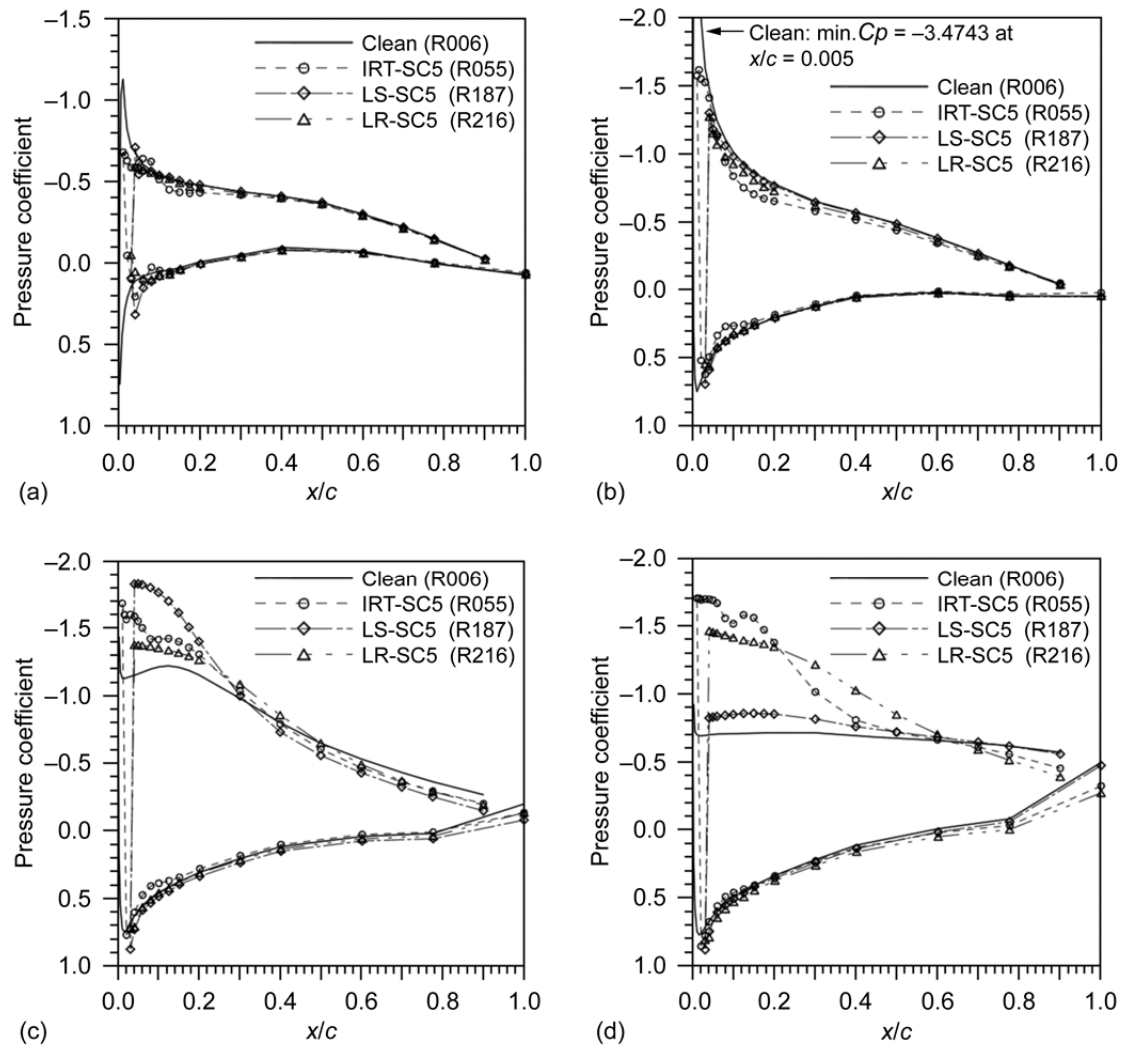 –1.5
–1.0
–0.5
0.0
0.5
1.0
Pressure coefficient
Clean (R006)
IRT-SC5 (R055)
LS-SC5 (R187)
LR-SC5 (R216)
0.0 0.2 0.4 0.6 0.8 1.0
x/c
(a)
–2.0
–1.5
–1.0
–0.5
0.0
0.5
1.0
Pressure coefficient
Clean: min. Cp = –3.4743 at
x/c = 0.005
Clean (R006)
IRT-SC5 (R055)
LS-SC5 (R187)
LR-SC5 (R216)
0.0 0.2 0.4 0.6 0.8 1.0
x/c
(b)
–2.0
–1.5
–1.0
–0.5
0.0
0.5
1.0
Pressure coefficient
Clean (R006)
IRT-SC5 (R055)
LS-SC5 (R187)
LR-SC5 (R216)
0.0 0.2 0.4 0.6 0.8 1.0
x/c
(c)
–2.0
–1.5
–1.0
–0.5
0.0
0.5
1.0
Pressure coefficient
Clean (R006)
IRT-SC5 (R055)
LS-SC5 (R187)
LR-SC5 (R216)
0.0 0.2 0.4 0.6 0.8 1.0
x/c
(d)